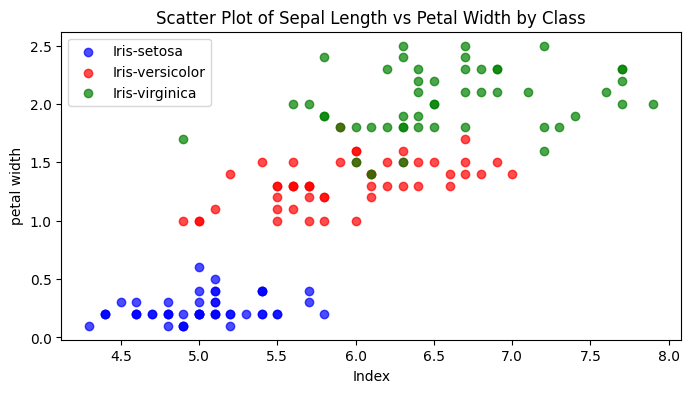 Scatter Plot of Sepal Length vs Petal Width by Class
Iris-setosa
Iris-versicolor
Iris-virginica
petal width
2.5
2.0
1.5
1.0
0.5
0.0
4.5 5.0 5.5 6.0 6.5 7.0 7.5 8.0
Index